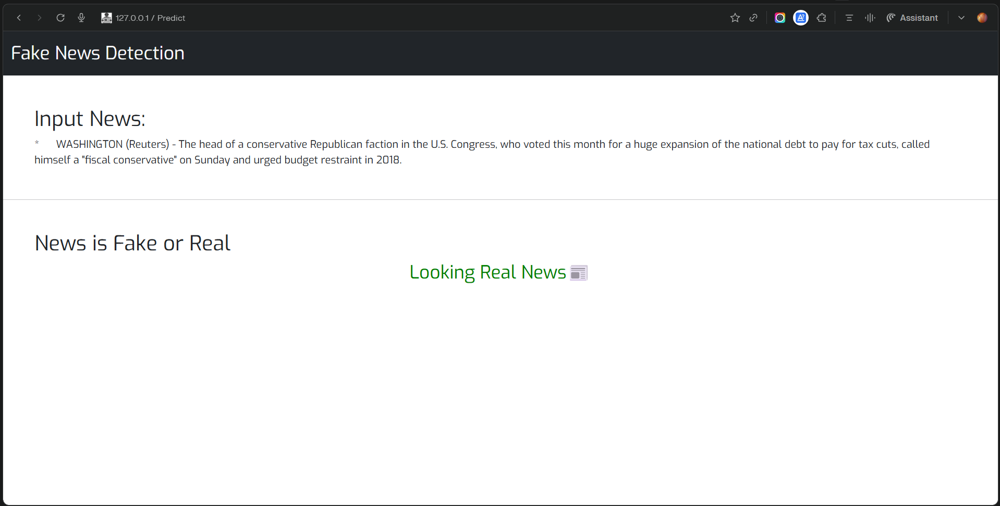 127.0.0.1 / Predict
Assistant
Fake News Detection
Input News:
* WASHINGTON (Reuters) - The head of a conservative Republican faction in the U.S. Congress, who voted this month for a huge expansion of the national debt to pay for tax cuts, called
himself a "fiscal conservative" on Sunday and urged budget restraint in 2018.
News is Fake or Real
Looking Real News